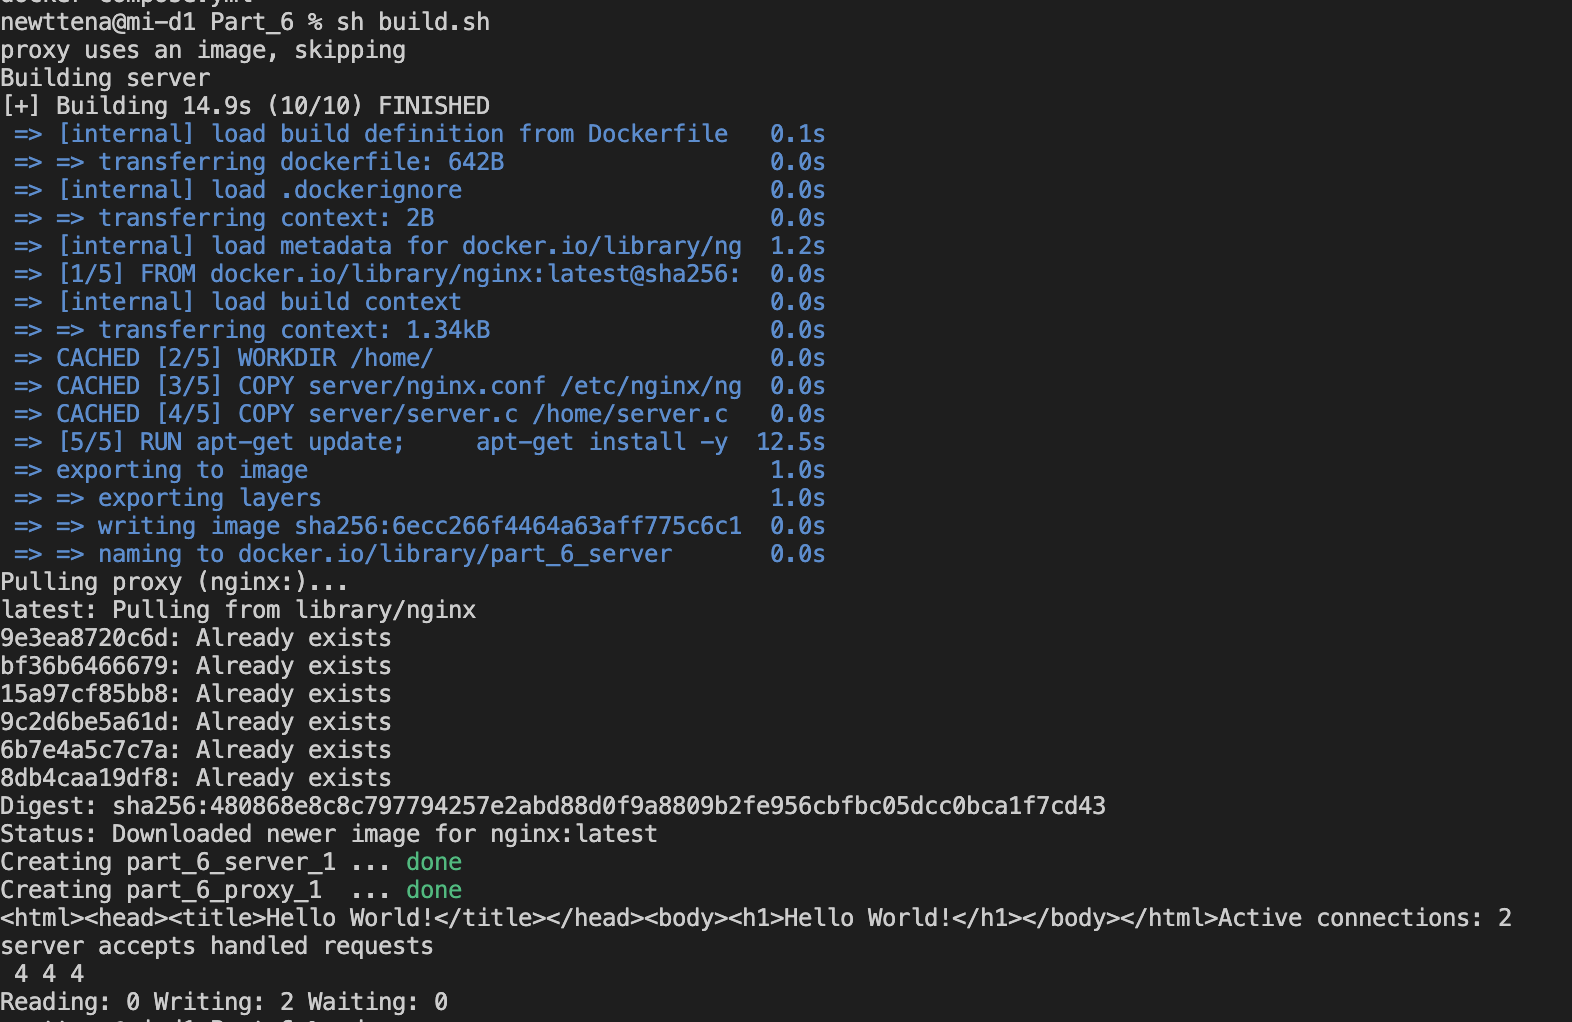 newttena@mi-d1 Part_6 % sh build.sh
proxy uses an image, skipping
Building server
[+] Building 14.9s (10/10) FINISHED
 => [internal] load build definition from Dockerfile   0.1s
 => => transferring dockerfile: 642B                   0.0s
 => [internal] load .dockerignore                      0.0s
 => => transferring context: 2B                        0.0s
 => [internal] load metadata for docker.io/library/ng  1.2s
 => [1/5] FROM docker.io/library/nginx:latest@sha256:  0.0s
 => [internal] load build context                      0.0s
 => => transferring context: 1.34kB                    0.0s
 => CACHED [2/5] WORKDIR /home/                        0.0s
 => CACHED [3/5] COPY server/nginx.conf /etc/nginx/ng  0.0s
 => CACHED [4/5] COPY server/server.c /home/server.c   0.0s
 => [5/5] RUN apt-get update;     apt-get install -y  12.5s
 => exporting to image                                 1.0s
 => => exporting layers                                1.0s
 => => writing image sha256:6ecc266f4464a63aff775c6c1  0.0s
 => => naming to docker.io/library/part_6_server       0.0s
Pulling proxy (nginx:)...
latest: Pulling from library/nginx
9e3ea8720c6d: Already exists
bf36b6466679: Already exists
15a97cf85bb8: Already exists
9c2d6be5a61d: Already exists
6b7e4a5c7c7a: Already exists
8db4caa19df8: Already exists
Digest: sha256:480868e8c8c797794257e2abd88d0f9a8809b2fe956cbfbc05dcc0bca1f7cd43
Status: Downloaded newer image for nginx:latest
Creating part_6_server_1 ... done
Creating part_6_proxy_1  ... done
<html><head><title>Hello World!</title></head><body><h1>Hello World!</h1></body></html>Active connections: 2
server accepts handled requests
 4 4 4
Reading: 0 Writing: 2 Waiting: 0